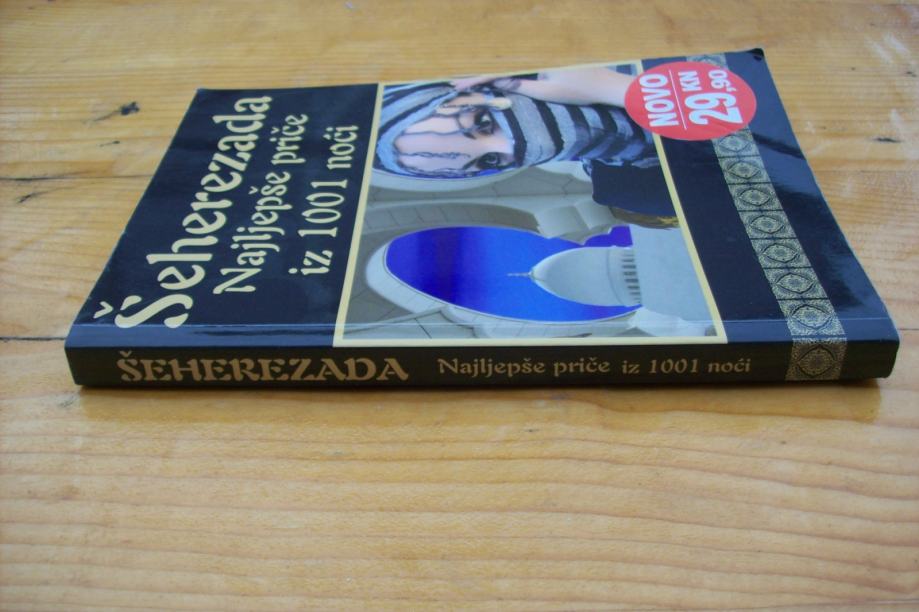 Šeherezada
Najljepše priče
iz 1001 noći
NOVO
29,90 KN
ŠEHEREZADA Najljepše priče iz 1001 noći